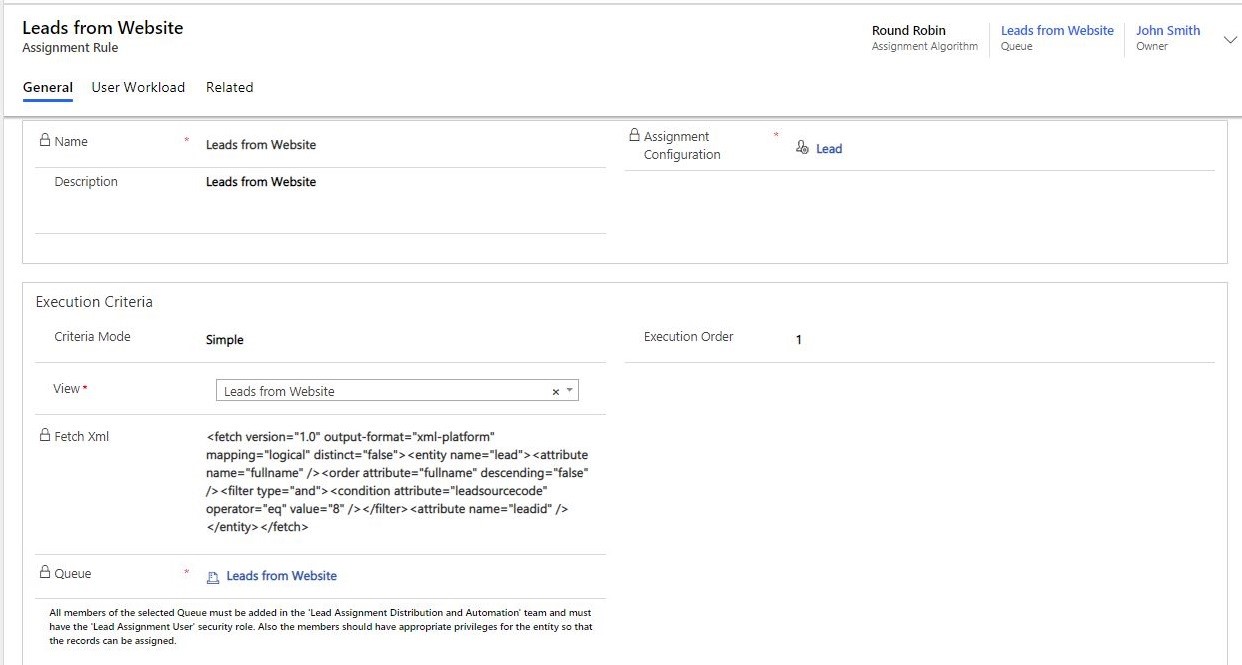 Leads from Website
Assignment Rule
Round Robin
Assignment Algorithm
Leads from Website
Queue
John Smith
Owner
General User Workload Related
Name * Leads from Website
Assignment
Configuration
* Lead
Description Leads from Website
Execution Criteria
Criteria Mode Simple
Execution Order 1
View * Leads from Website ×
Fetch Xml
<fetch version="1.0" output-format="xml-platform"
mapping="logical" distinct="false"><entity name="lead"><attribute
name="fullname" /><order attribute="fullname" descending="false"
/><filter type="and"><condition attribute="leadsourcecode"
operator="eq" value="8" /></filter><attribute name="leadid" />
</entity></fetch>
Queue * Leads from Website
All members of the selected Queue must be added in the 'Lead Assignment Distribution and Automation' team and must
have the 'Lead Assignment User' security role. Also the members should have appropriate privileges for the entity so that
the records can be assigned.